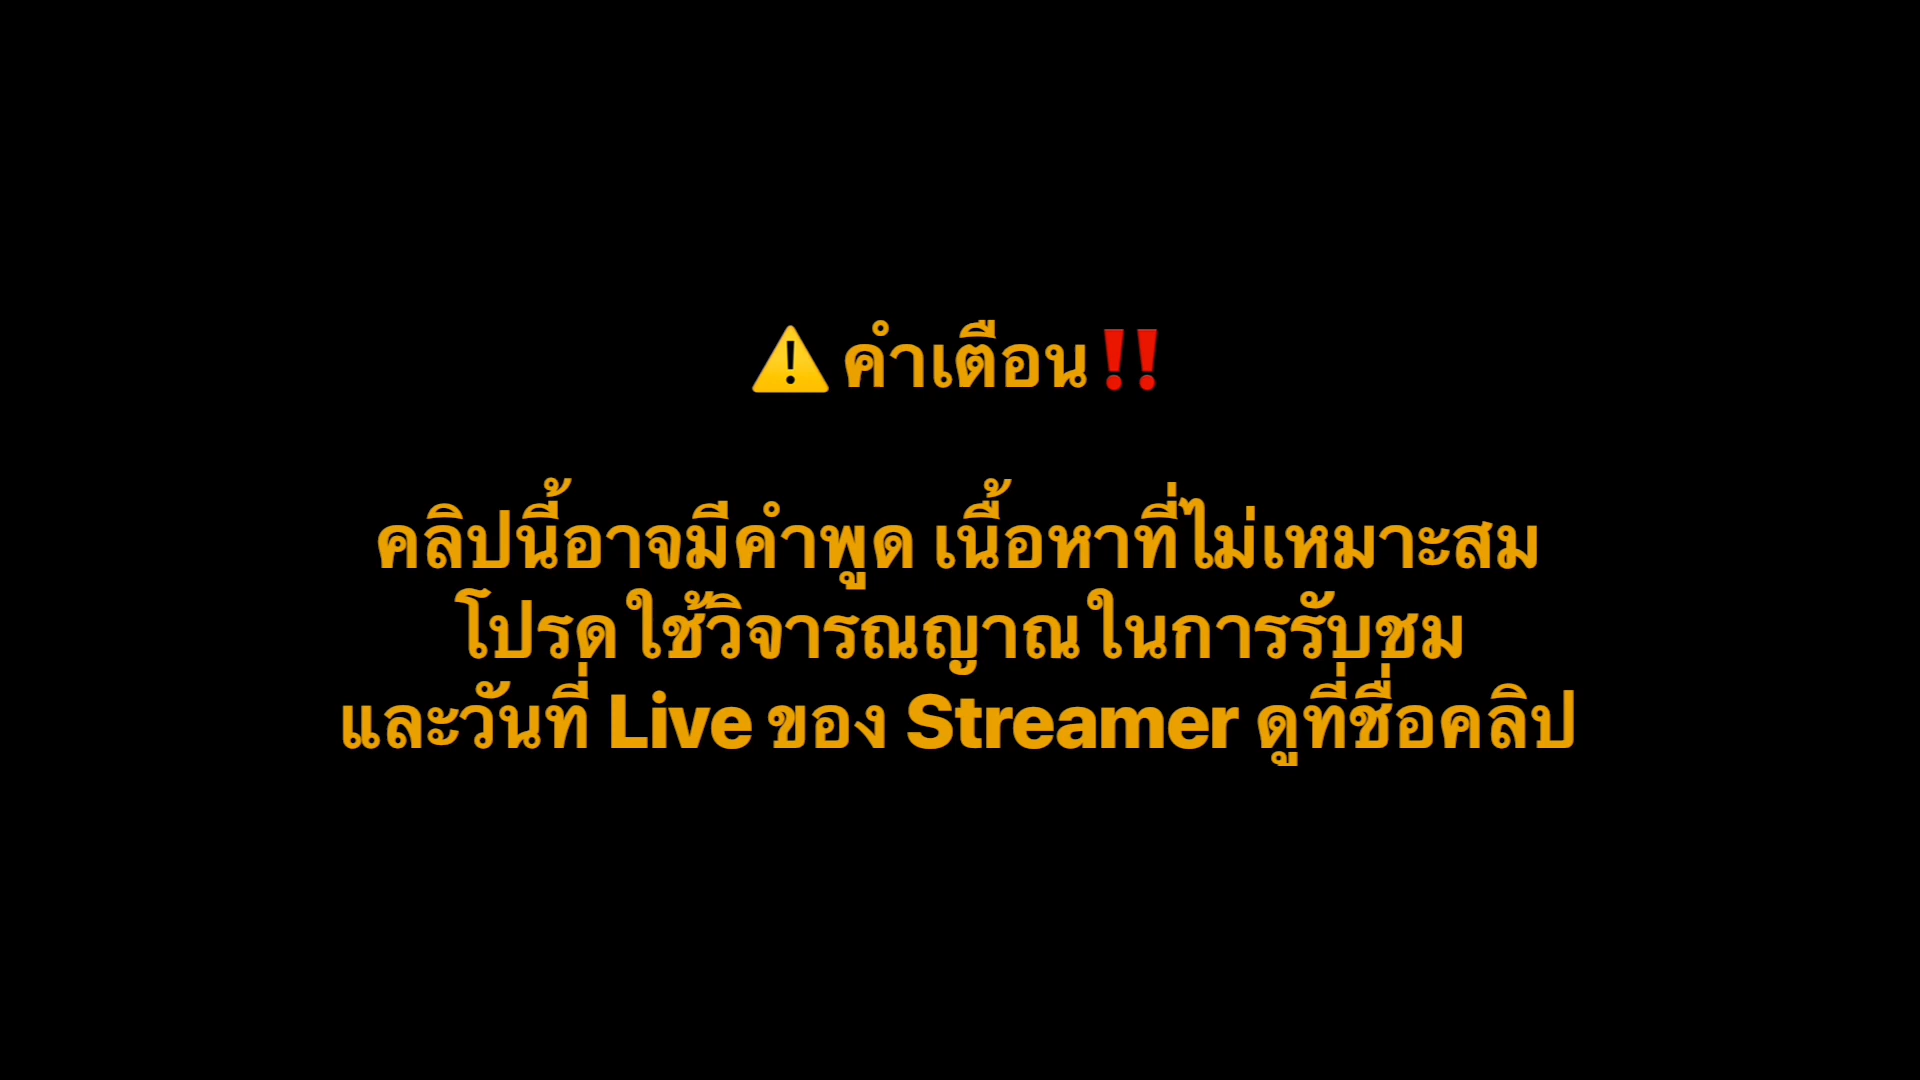 ⚠️คำเตือน‼️
คลิปนี้อาจมีคำพูด เนื้อหาที่ไม่เหมาะสม
โปรดใช้วิจารณญาณในการรับชม
และวันที่ Live ของ Streamer ดูที่ชื่อคลิป